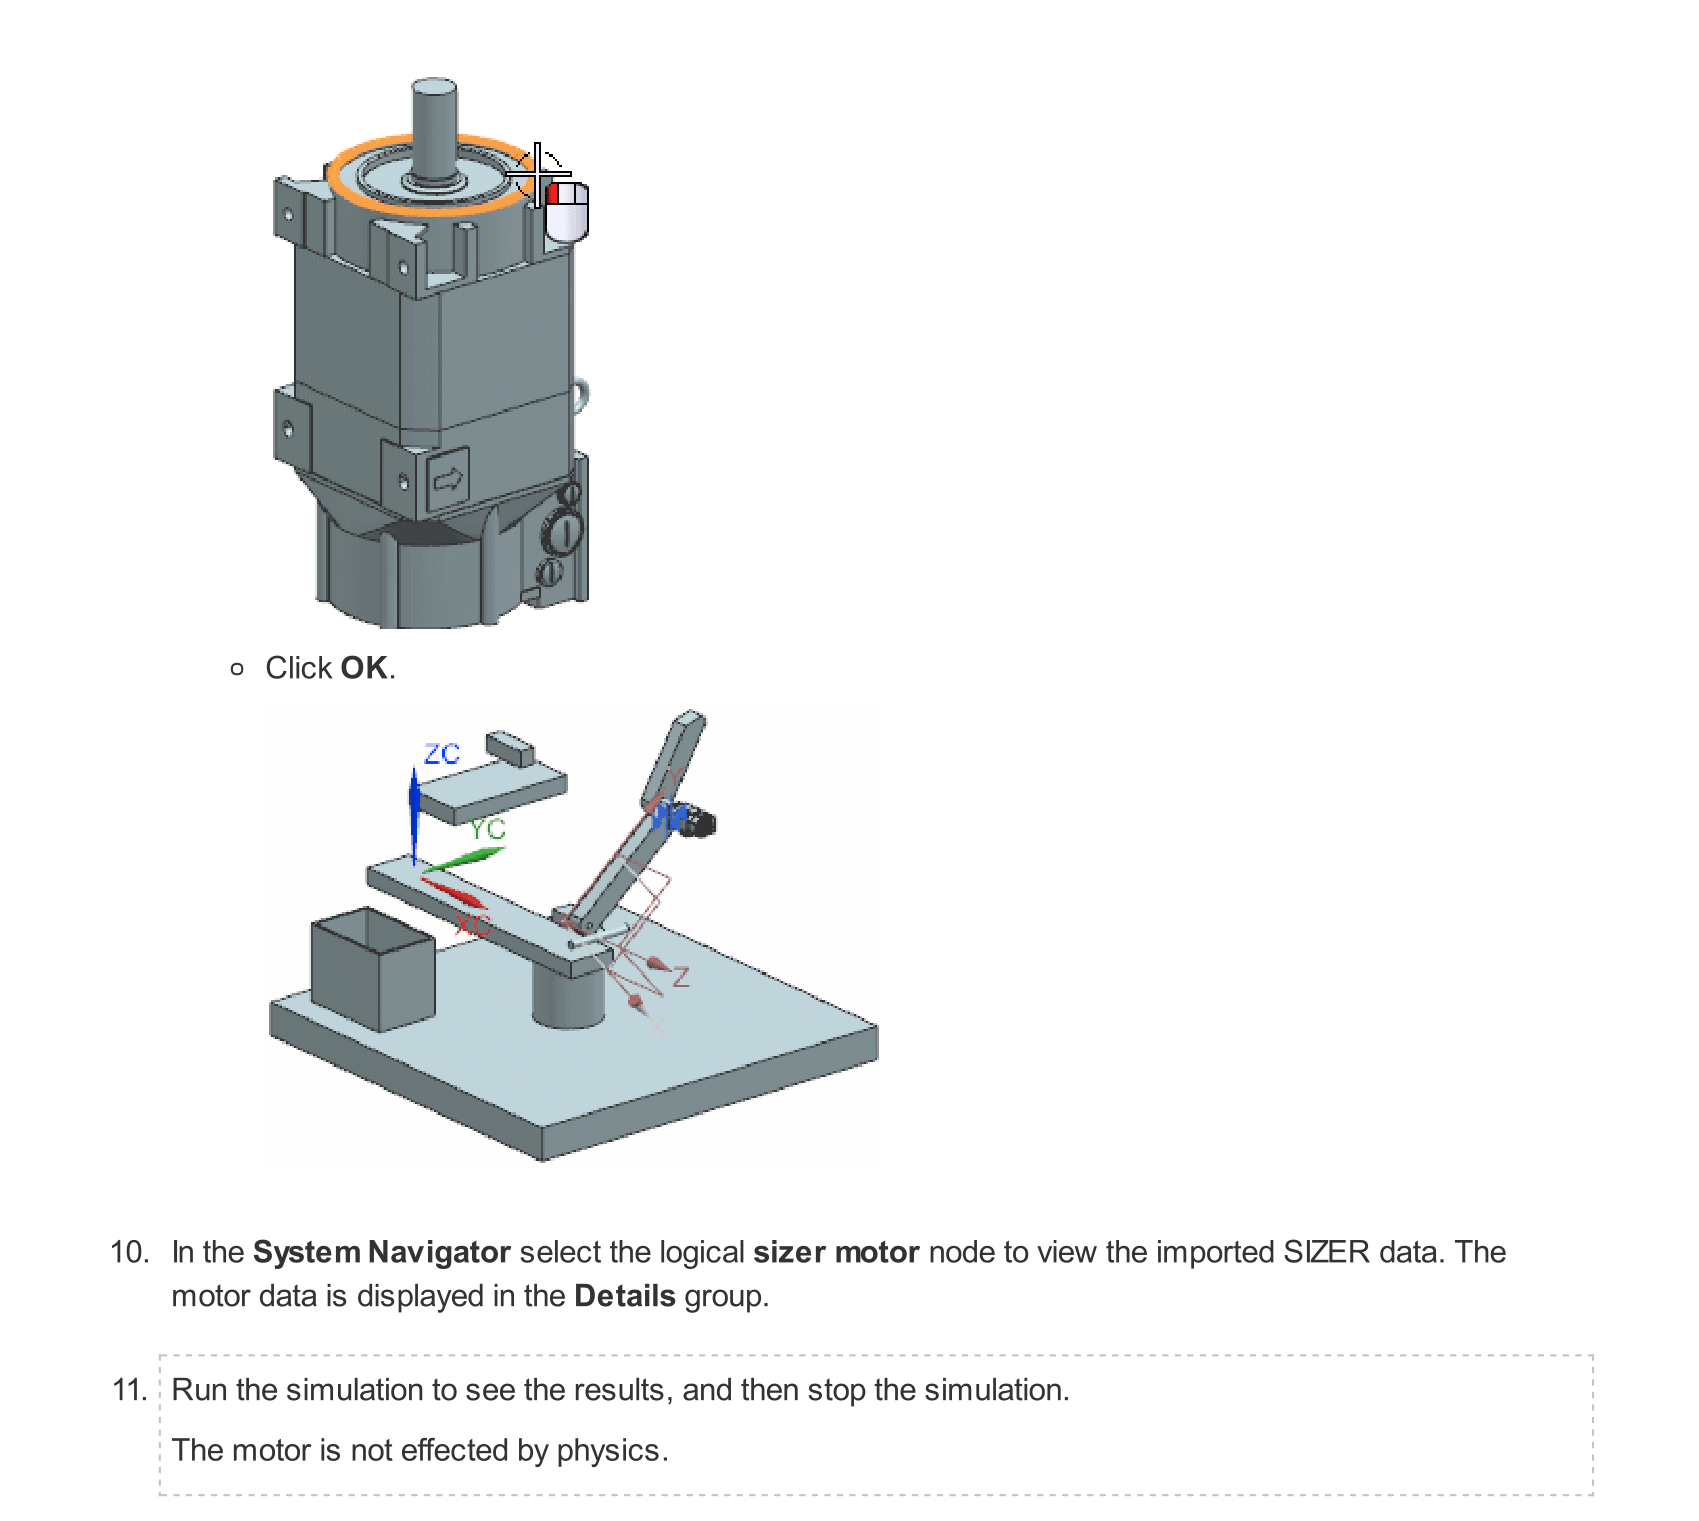 Click OK.
ZC
YC
XC
Y
Z
X
10. In the System Navigator select the logical sizer motor node to view the imported SIZER data. The
motor data is displayed in the Details group.
11. Run the simulation to see the results, and then stop the simulation.
The motor is not effected by physics.